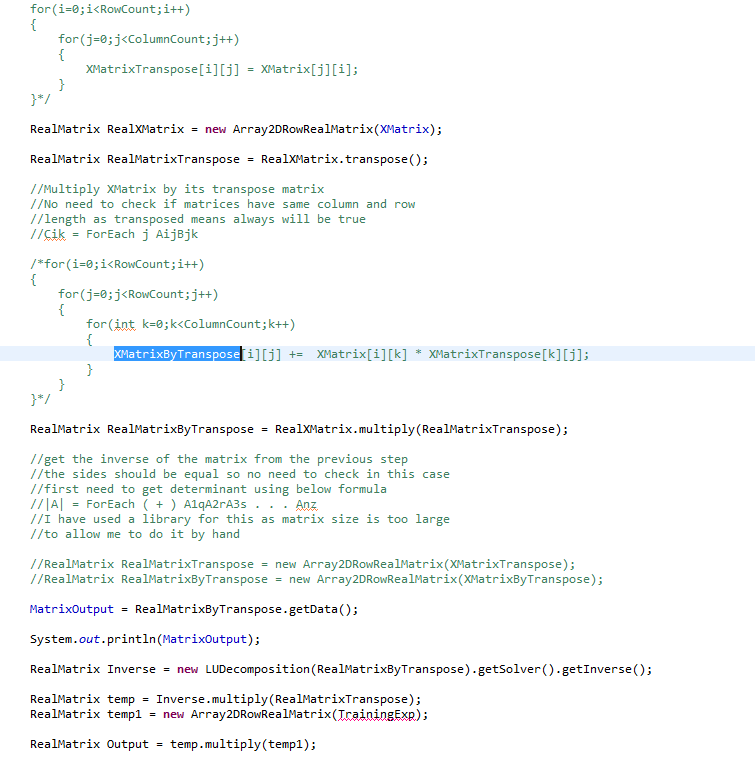 for(i=0;i<RowCount;i++)
{
for(j=0;j<ColumnCount;j++)
{
XMatrixTranspose[i][j] = XMatrix[j][i];
}
}*/
RealMatrix RealXMatrix = new Array2DRowRealMatrix(XMatrix);
RealMatrix RealMatrixTranspose = RealXMatrix.transpose();
//Multiply XMatrix by its transpose matrix
//No need to check if matrices have same column and row
//length as transposed means always will be true
//Cik = ForEach j AijBjk
/*for(i=0;i<RowCount;i++)
{
for(j=0;j<RowCount;j++)
{
for(int k=0;k<ColumnCount;k++)
{
XMatrixByTranspose[i][j] +=  XMatrix[i][k] * XMatrixTranspose[k][j];
}
}
}*/
RealMatrix RealMatrixByTranspose = RealXMatrix.multiply(RealMatrixTranspose);
//get the inverse of the matrix from the previous step
//the sides should be equal so no need to check in this case
//first need to get determinant using below formula
//|A| = ForEach ( + ) A1qA2rA3s . . . Anz
//I have used a library for this as matrix size is too large
//to allow me to do it by hand
//RealMatrix RealMatrixTranspose = new Array2DRowRealMatrix(XMatrixTranspose);
//RealMatrix RealMatrixByTranspose = new Array2DRowRealMatrix(XMatrixByTranspose);
MatrixOutput = RealMatrixByTranspose.getData();
System.out.println(MatrixOutput);
RealMatrix Inverse = new LUDecomposition(RealMatrixByTranspose).getSolver().getInverse();
RealMatrix temp = Inverse.multiply(RealMatrixTranspose);
RealMatrix temp1 = new Array2DRowRealMatrix(TrainingExp);
RealMatrix Output = temp.multiply(temp1);